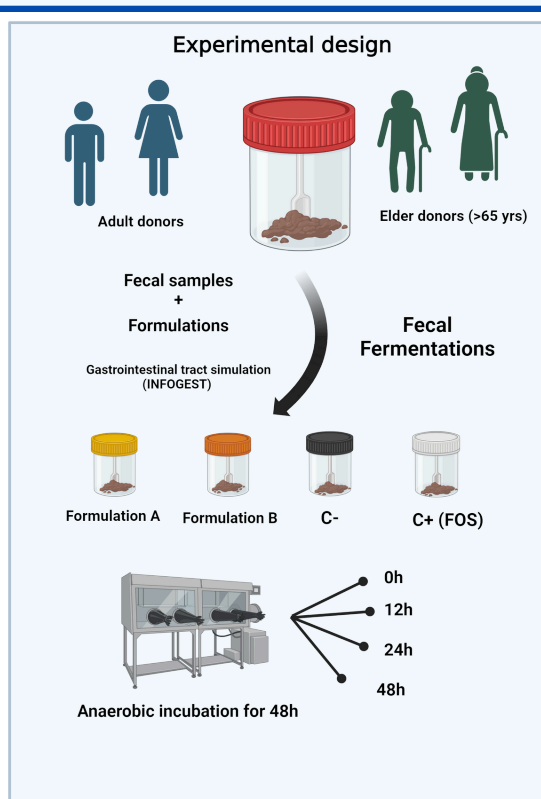 Experimental design
Adult donors
Elder donors (>65 yrs)
Fecal samples
+
Formulations
Fecal
Fermentations
Gastrointestinal tract simulation
(INFOGEST)
Formulation A
Formulation B
C-
C+ (FOS)
0h
12h
24h
48h
Anaerobic incubation for 48h